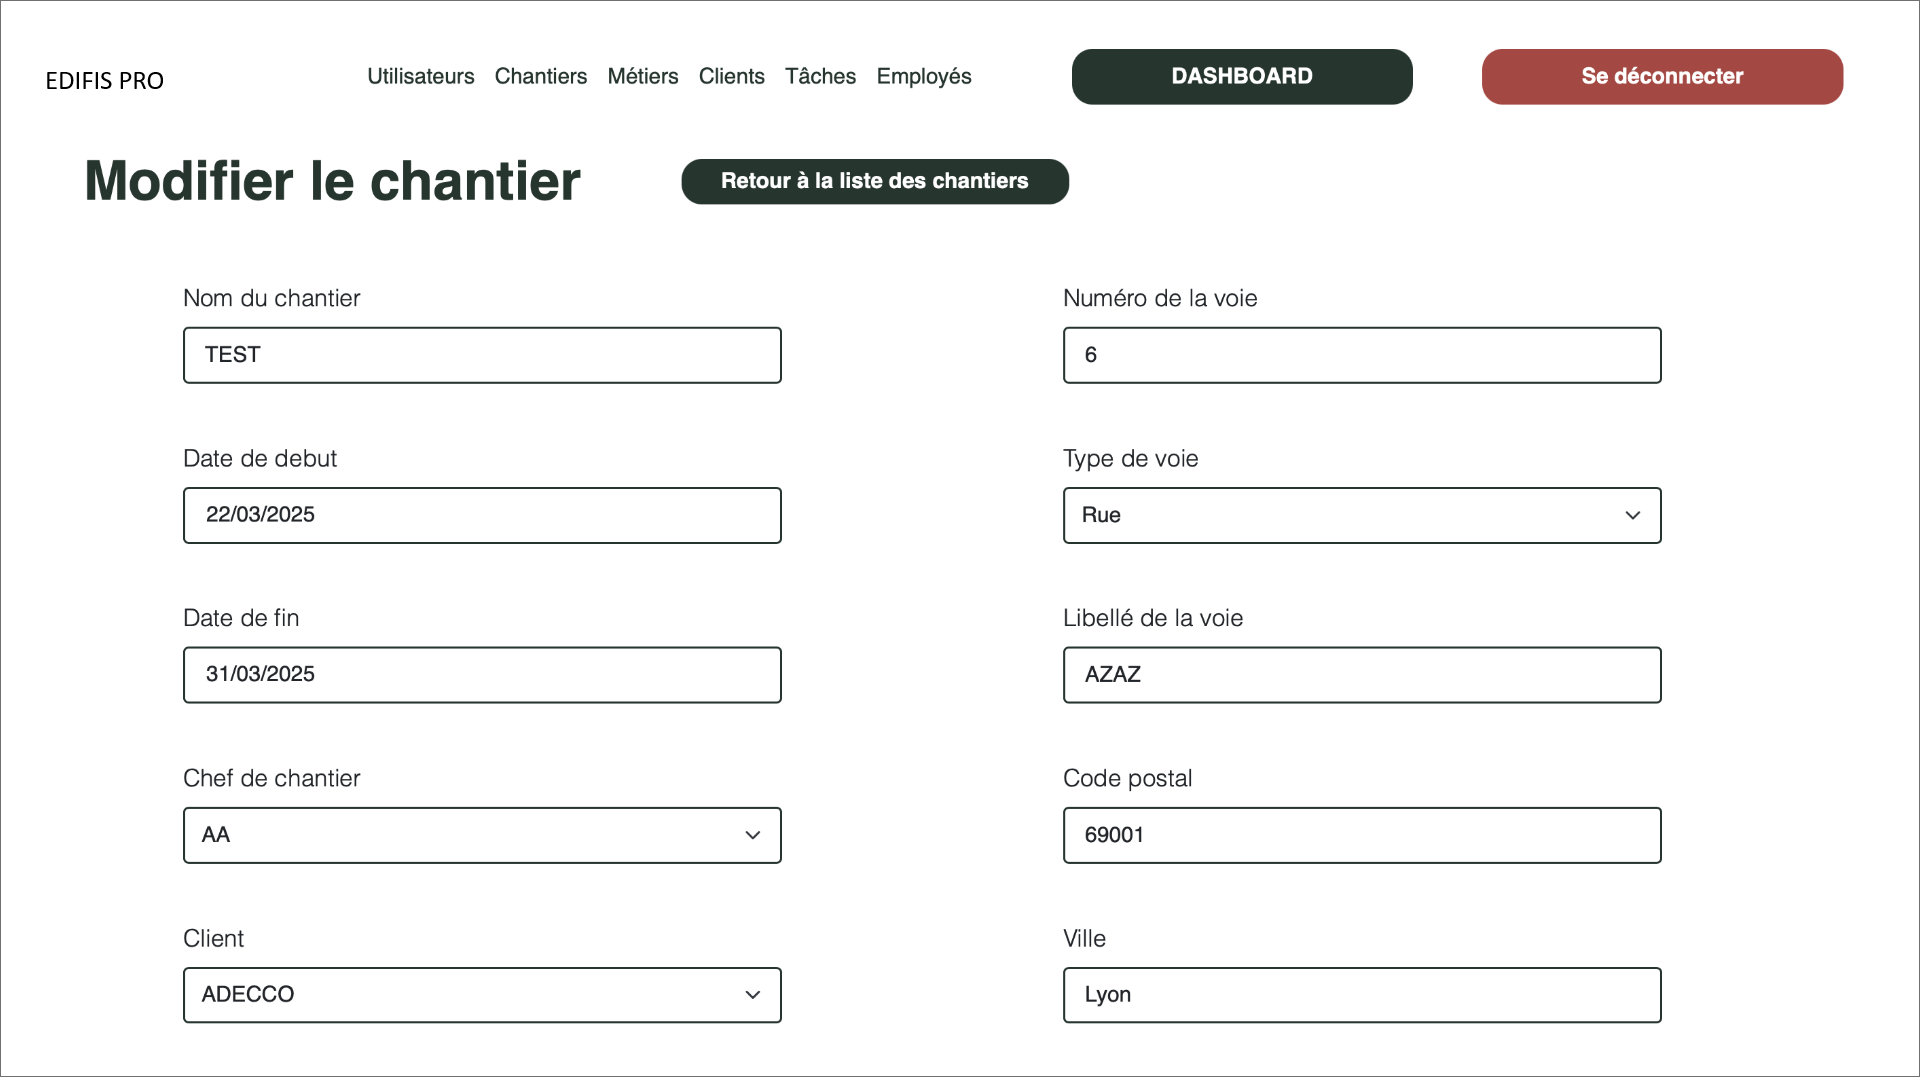 EDIFIS PRO
Utilisateurs Chantiers Métiers Clients Tâches Employés
DASHBOARD
Se déconnecter
Modifier le chantier
Retour à la liste des chantiers
Nom du chantier
TEST
Numéro de la voie
6
Date de debut
22/03/2025
Type de voie
Rue
Date de fin
31/03/2025
Libellé de la voie
AZAZ
Chef de chantier
AA
Code postal
69001
Client
ADECCO
Ville
Lyon